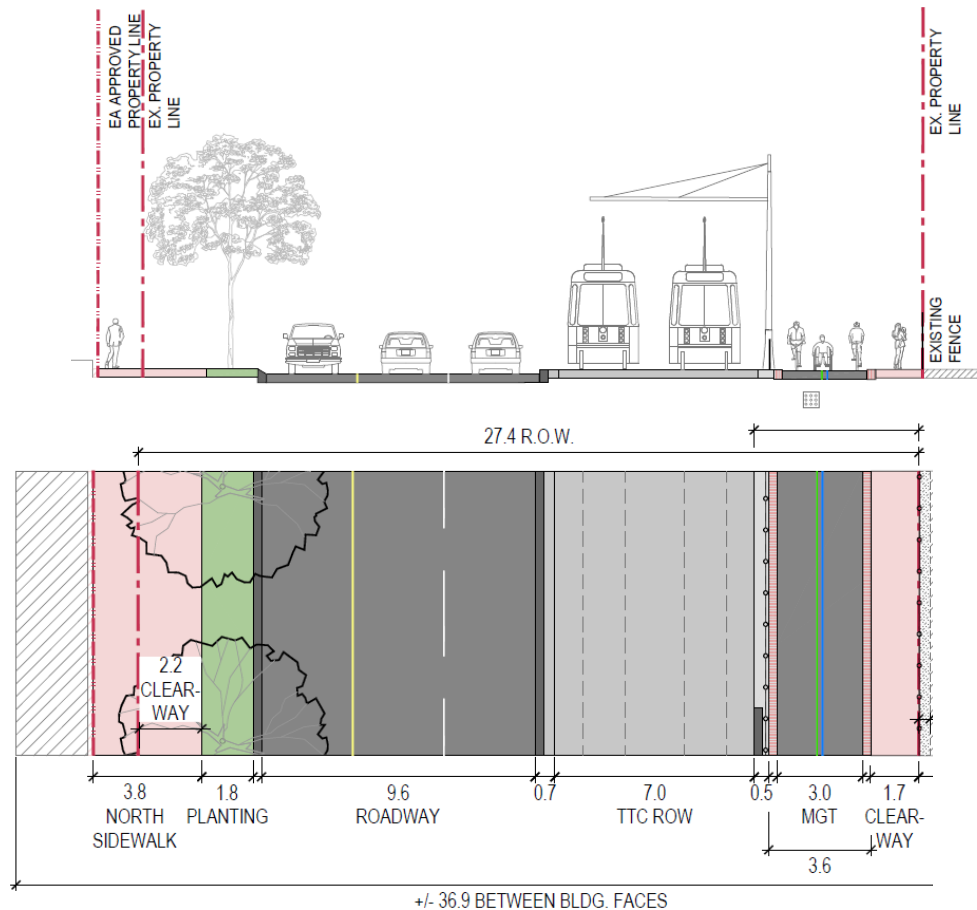 EA APPROVED
PROPERTY LINE
EX. PROPERTY
LINE
EX. PROPERTY
LINE
EXISTING
FENCE
27.4 R.O.W.
2.2
CLEAR-
WAY
3.8
NORTH
SIDEWALK
1.8
PLANTING
9.6
ROADWAY
0.7
7.0
TTC ROW
0.5
3.0
MGT
1.7
CLEAR-
WAY
3.6
+/- 36.9 BETWEEN BLDG. FACES